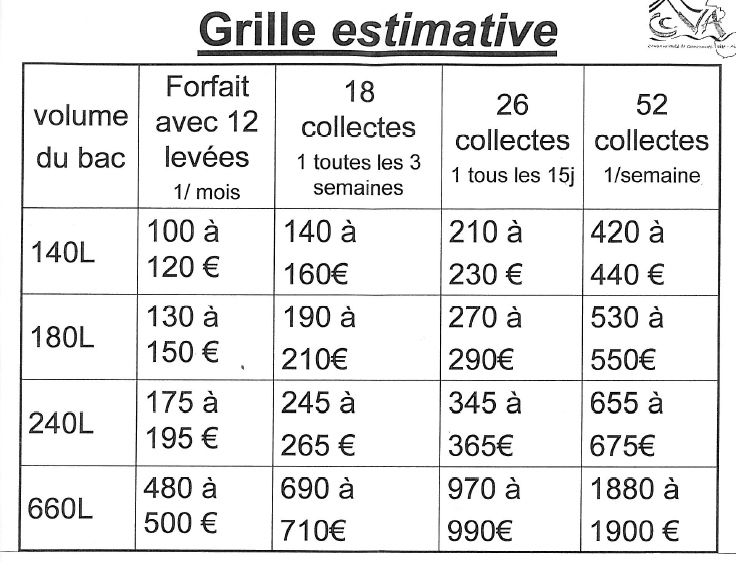 Grille estimative
CVA
volume
du bac
Forfait
avec 12
levées
1/ mois
18
collectes
1 toutes les 3
semaines
26
collectes
1 tous les 15j
52
collectes
1/semaine
140L
100 à
120 €
140 à
160€
210 à
230 €
420 à
440 €
180L
130 à
150 €
190 à
210€
270 à
290€
530 à
550€
240L
175 à
195 €
245 à
265 €
345 à
365€
655 à
675€
660L
480 à
500 €
690 à
710€
970 à
990€
1880 à
1900 €